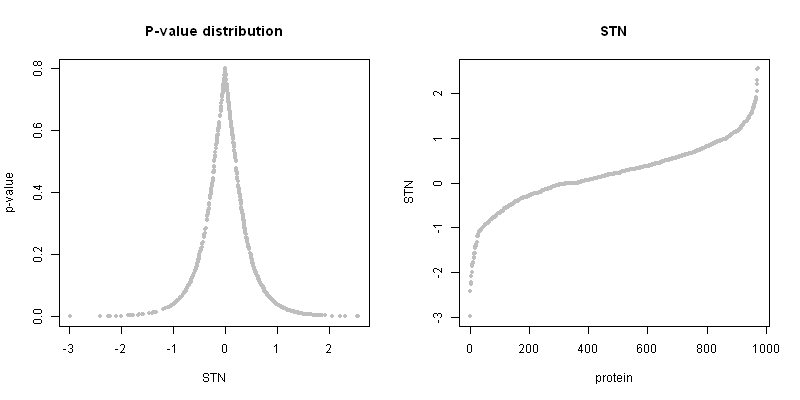 P-value distribution
p-value
0.8
0.6
0.4
0.2
0.0
-3 -2 -1 0 1 2
STN
STN
STN
2
1
0
-1
-2
-3
0 200 400 600 800 1000
protein